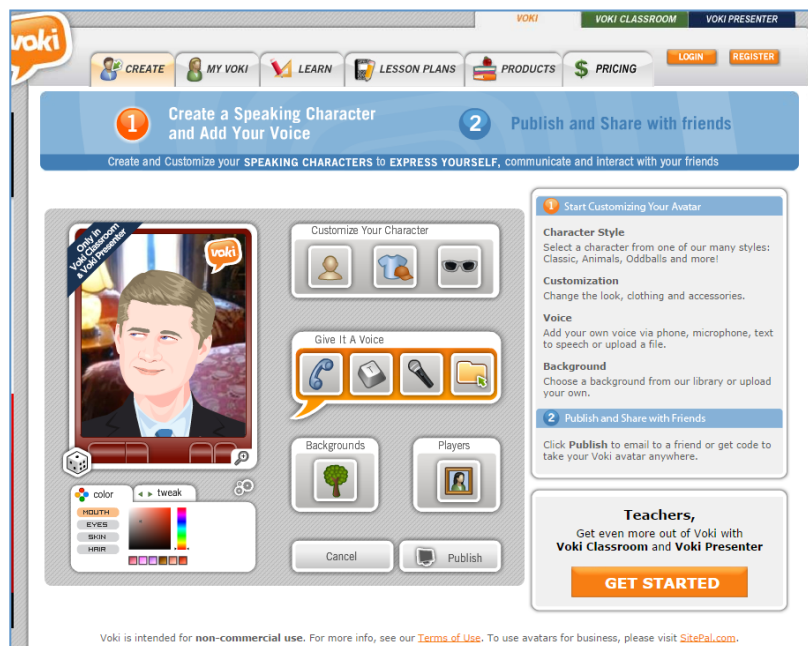 voki
VOKI
VOKI CLASSROOM
VOKI PRESENTER
CREATE
MY VOKI
LEARN
LESSON PLANS
PRODUCTS
$ PRICING
LOGIN
REGISTER
1
Create a Speaking Character
and Add Your Voice
2
Publish and Share with friends
Create and Customize your SPEAKING CHARACTERS to EXPRESS YOURSELF, communicate and interact with your friends
Only in
Voki Classroom
& Voki Presenter
voki
Customize Your Character
Give It A Voice
Backgrounds
Players
color
tweak
MOUTH
EYES
SKIN
HAIR
Cancel
Publish
1 Start Customizing Your Avatar
Character Style
Select a character from one of our many styles:
Classic, Animals, Oddballs and more!
Customization
Change the look, clothing and accessories.
Voice
Add your own voice via phone, microphone, text
to speech or upload a file.
Background
Choose a background from our library or upload
your own.
2 Publish and Share with Friends
Click Publish to email to a friend or get code to
take your Voki avatar anywhere.
Teachers,
Get even more out of Voki with
Voki Classroom and Voki Presenter
GET STARTED
Voki is intended for non-commercial use. For more info, see our Terms of Use. To use avatars for business, please visit SitePal.com.